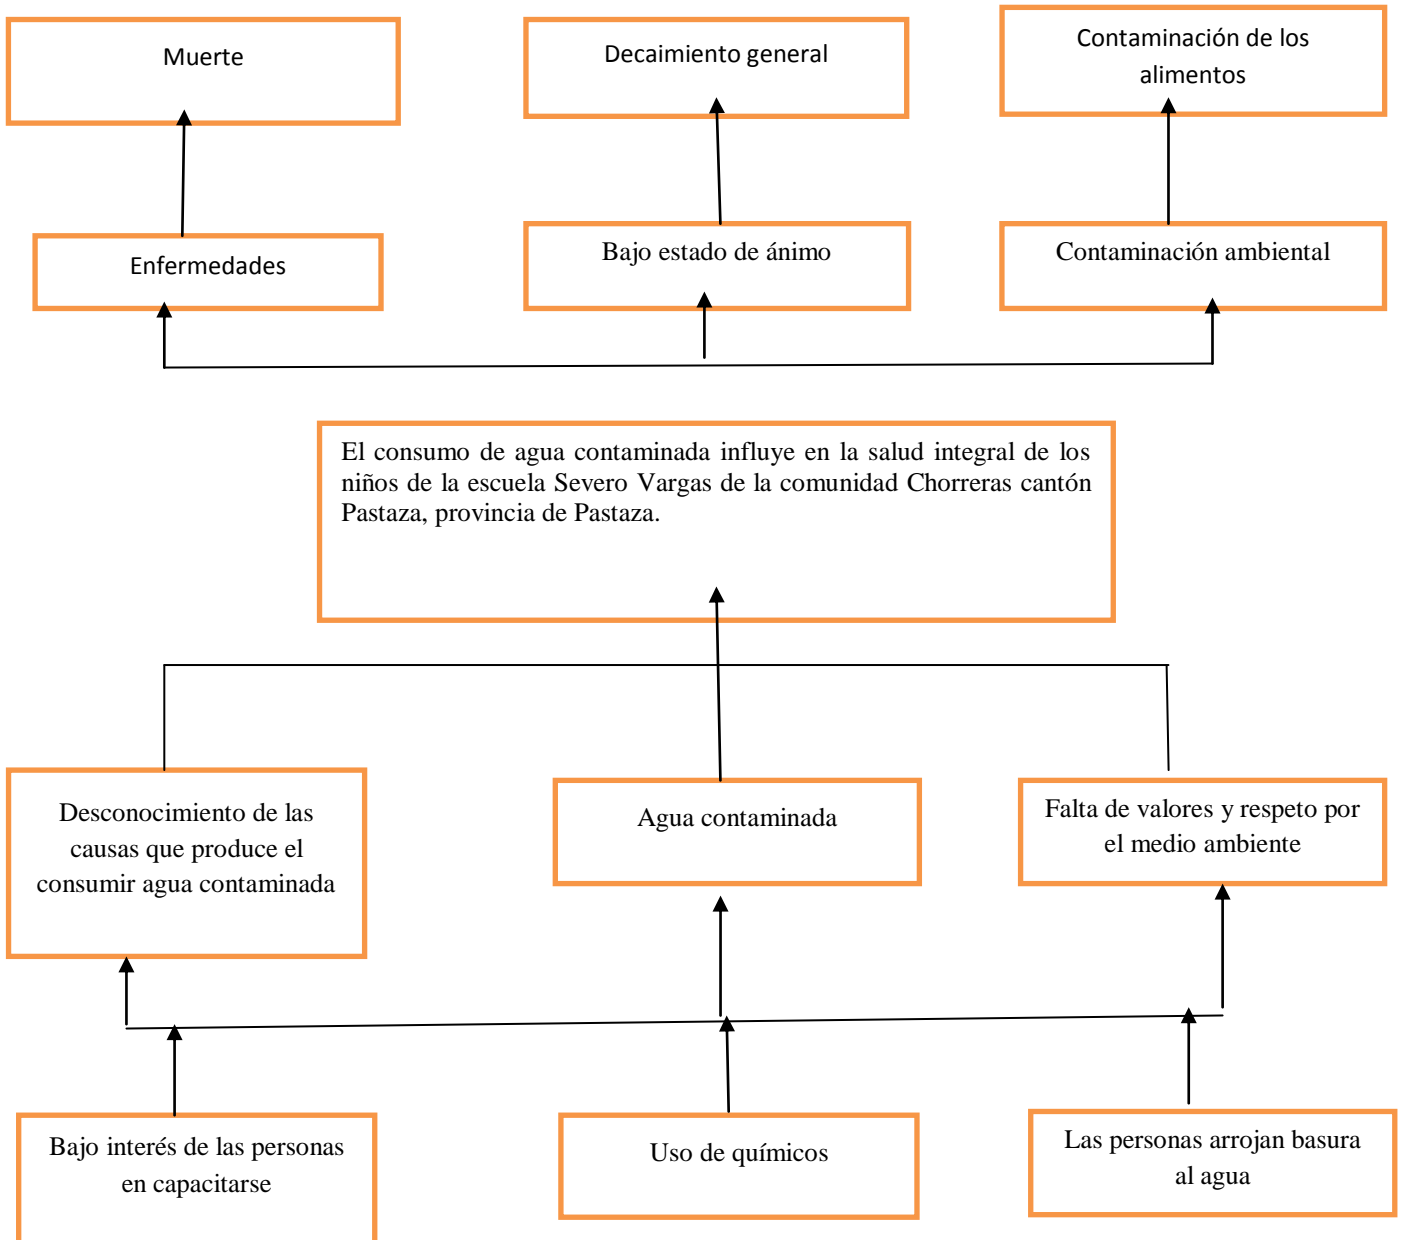 Muerte
Decaimiento general
Contaminación de los
alimentos
Enfermedades
Bajo estado de ánimo
Contaminación ambiental
El consumo de agua contaminada influye en la salud integral de los
niños de la escuela Severo Vargas de la comunidad Chorreras cantón
Pastaza, provincia de Pastaza.
Desconocimiento de las
causas que produce el
consumir agua contaminada
Agua contaminada
Falta de valores y respeto por
el medio ambiente
Bajo interés de las personas
en capacitarse
Uso de químicos
Las personas arrojan basura
al agua